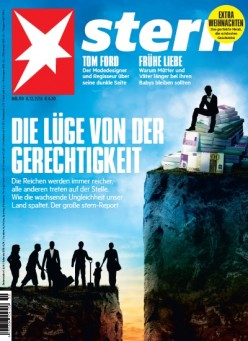 stern
EXTRA
WEIHNACHTEN
TOM FORD
Der Modedesigner
und Regisseur über
seine dunkle Seite
FRÜHE LIEBE
Warum Mütter und
Väter länger bei ihren
Babys bleiben sollten
DIE LÜGE VON DER
GERECHTIGKEIT
Die Reichen werden immer reicher,
alle anderen treten auf der Stelle.
Wie die wachsende Ungleichheit unser
Land spaltet. Der große stern-Report